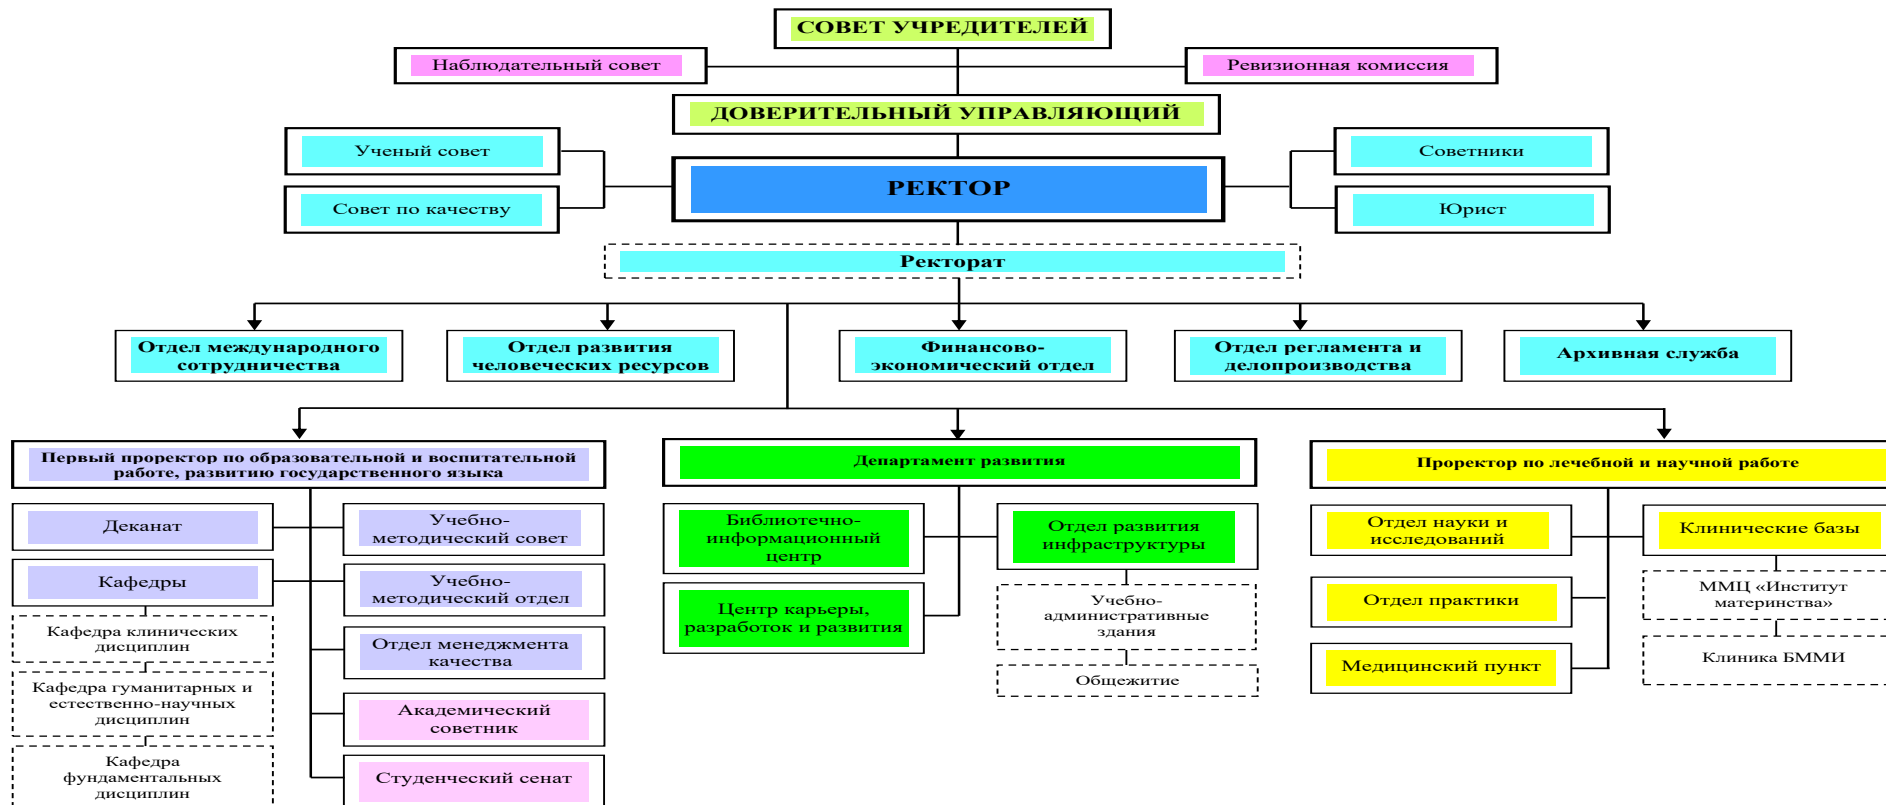 СОВЕТ УЧРЕДИТЕЛЕЙ
Наблюдательный совет
Ревизионная комиссия
ДОВЕРИТЕЛЬНЫЙ УПРАВЛЯЮЩИЙ
Ученый совет
Советники
РЕКТОР
Совет по качеству
Юрист
Ректорат
Отдел международного
сотрудничества
Отдел развития
человеческих ресурсов
Финансово-
экономический отдел
Отдел регламента и
делопроизводства
Архивная служба
Первый проректор по образовательной и воспитательной
работе, развитию государственного языка
Департамент развития
Проректор по лечебной и научной работе
Деканат
Учебно-
методический совет
Кафедры
Учебно-
методический отдел
Кафедра клинических
дисциплин
Отдел менеджмента
качества
Кафедра гуманитарных и
естественно-научных
дисциплин
Академический
советник
Кафедра
фундаментальных
дисциплин
Студенческий сенат
Библиотечно-
информационный
центр
Отдел развития
инфраструктуры
Центр карьеры,
разработок и развития
Учебно-
административные
здания
Общежитие
Отдел науки и
исследований
Клинические базы
Отдел практики
ММЦ «Институт
материнства»
Медицинский пункт
Клиника БММИ